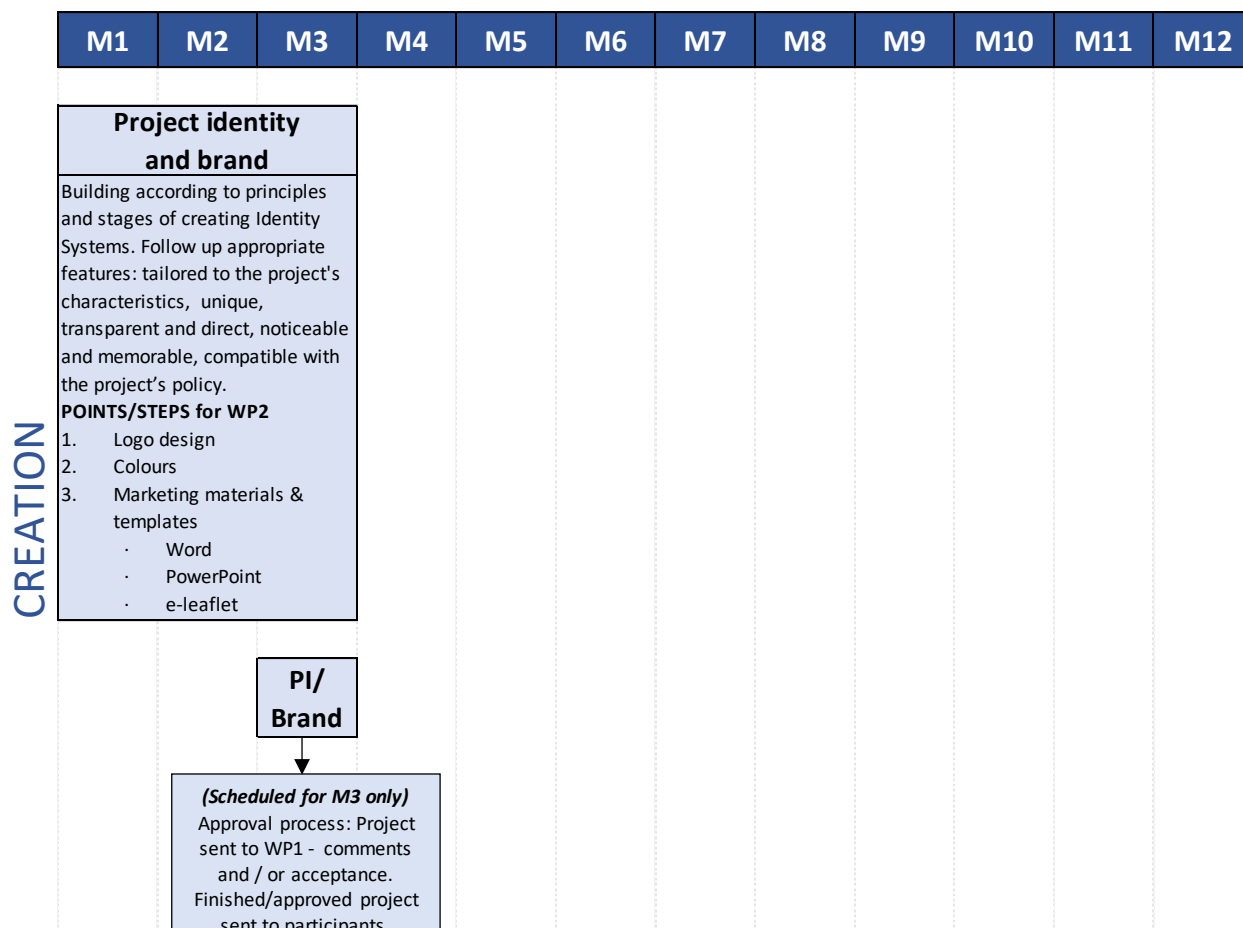 M1 M2 M3 M4 M5 M6 M7 M8 M9 M10 M11 M12
Project identity
and brand
Building according to principles
and stages of creating Identity
Systems. Follow up appropriate
features: tailored to the project's
characteristics, unique,
transparent and direct, noticeable
and memorable, compatible with
the project’s policy.
POINTS/STEPS for WP2
1. Logo design
2. Colours
3. Marketing materials &
templates
· Word
· PowerPoint
· e-leaflet
CREATION
PI/
Brand
(Scheduled for M3 only)
Approval process: Project
sent to WP1 - comments
and / or acceptance.
Finished/approved project
sent to participants